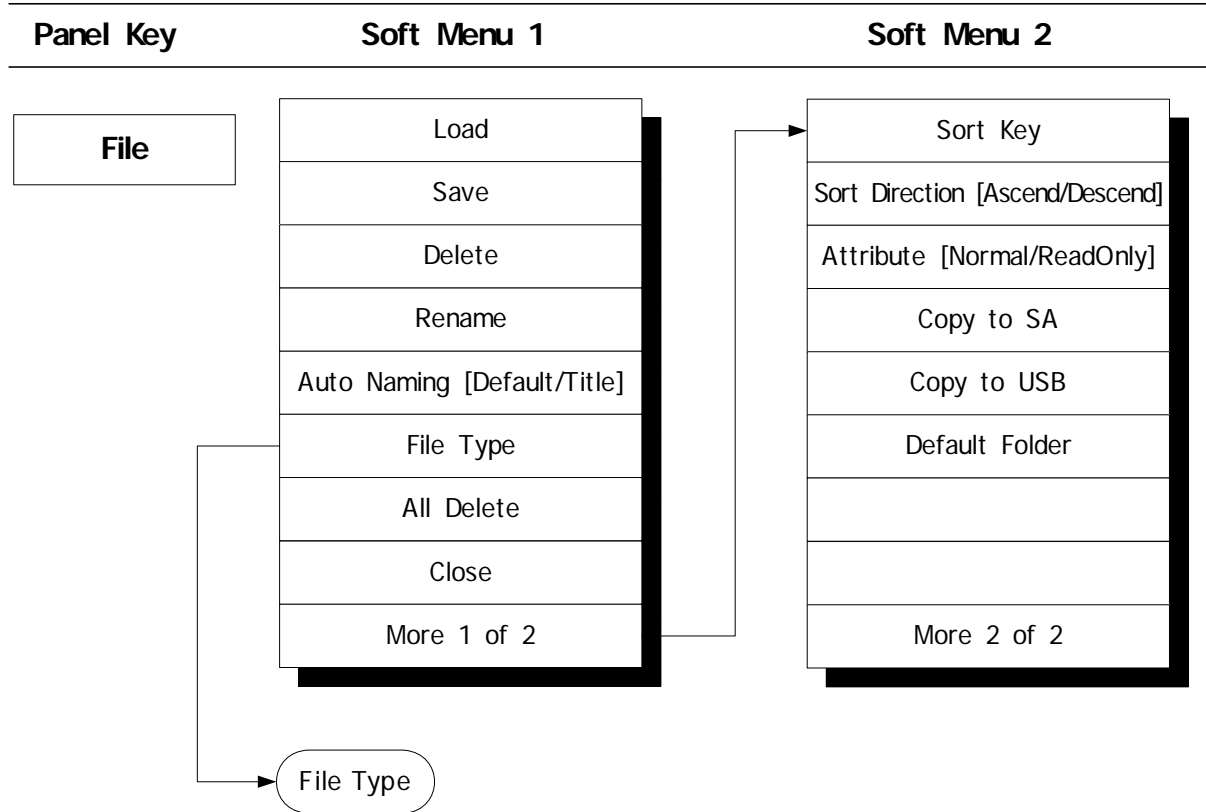 Panel Key Soft Menu 1 Soft Menu 2
File
Load
Save
Delete
Rename
Auto Naming [Default/Title]
File Type
All Delete
Close
More 1 of 2
Sort Key
Sort Direction [Ascend/Descend]
Attribute [Normal/ReadOnly]
Copy to SA
Copy to USB
Default Folder
More 2 of 2
File Type